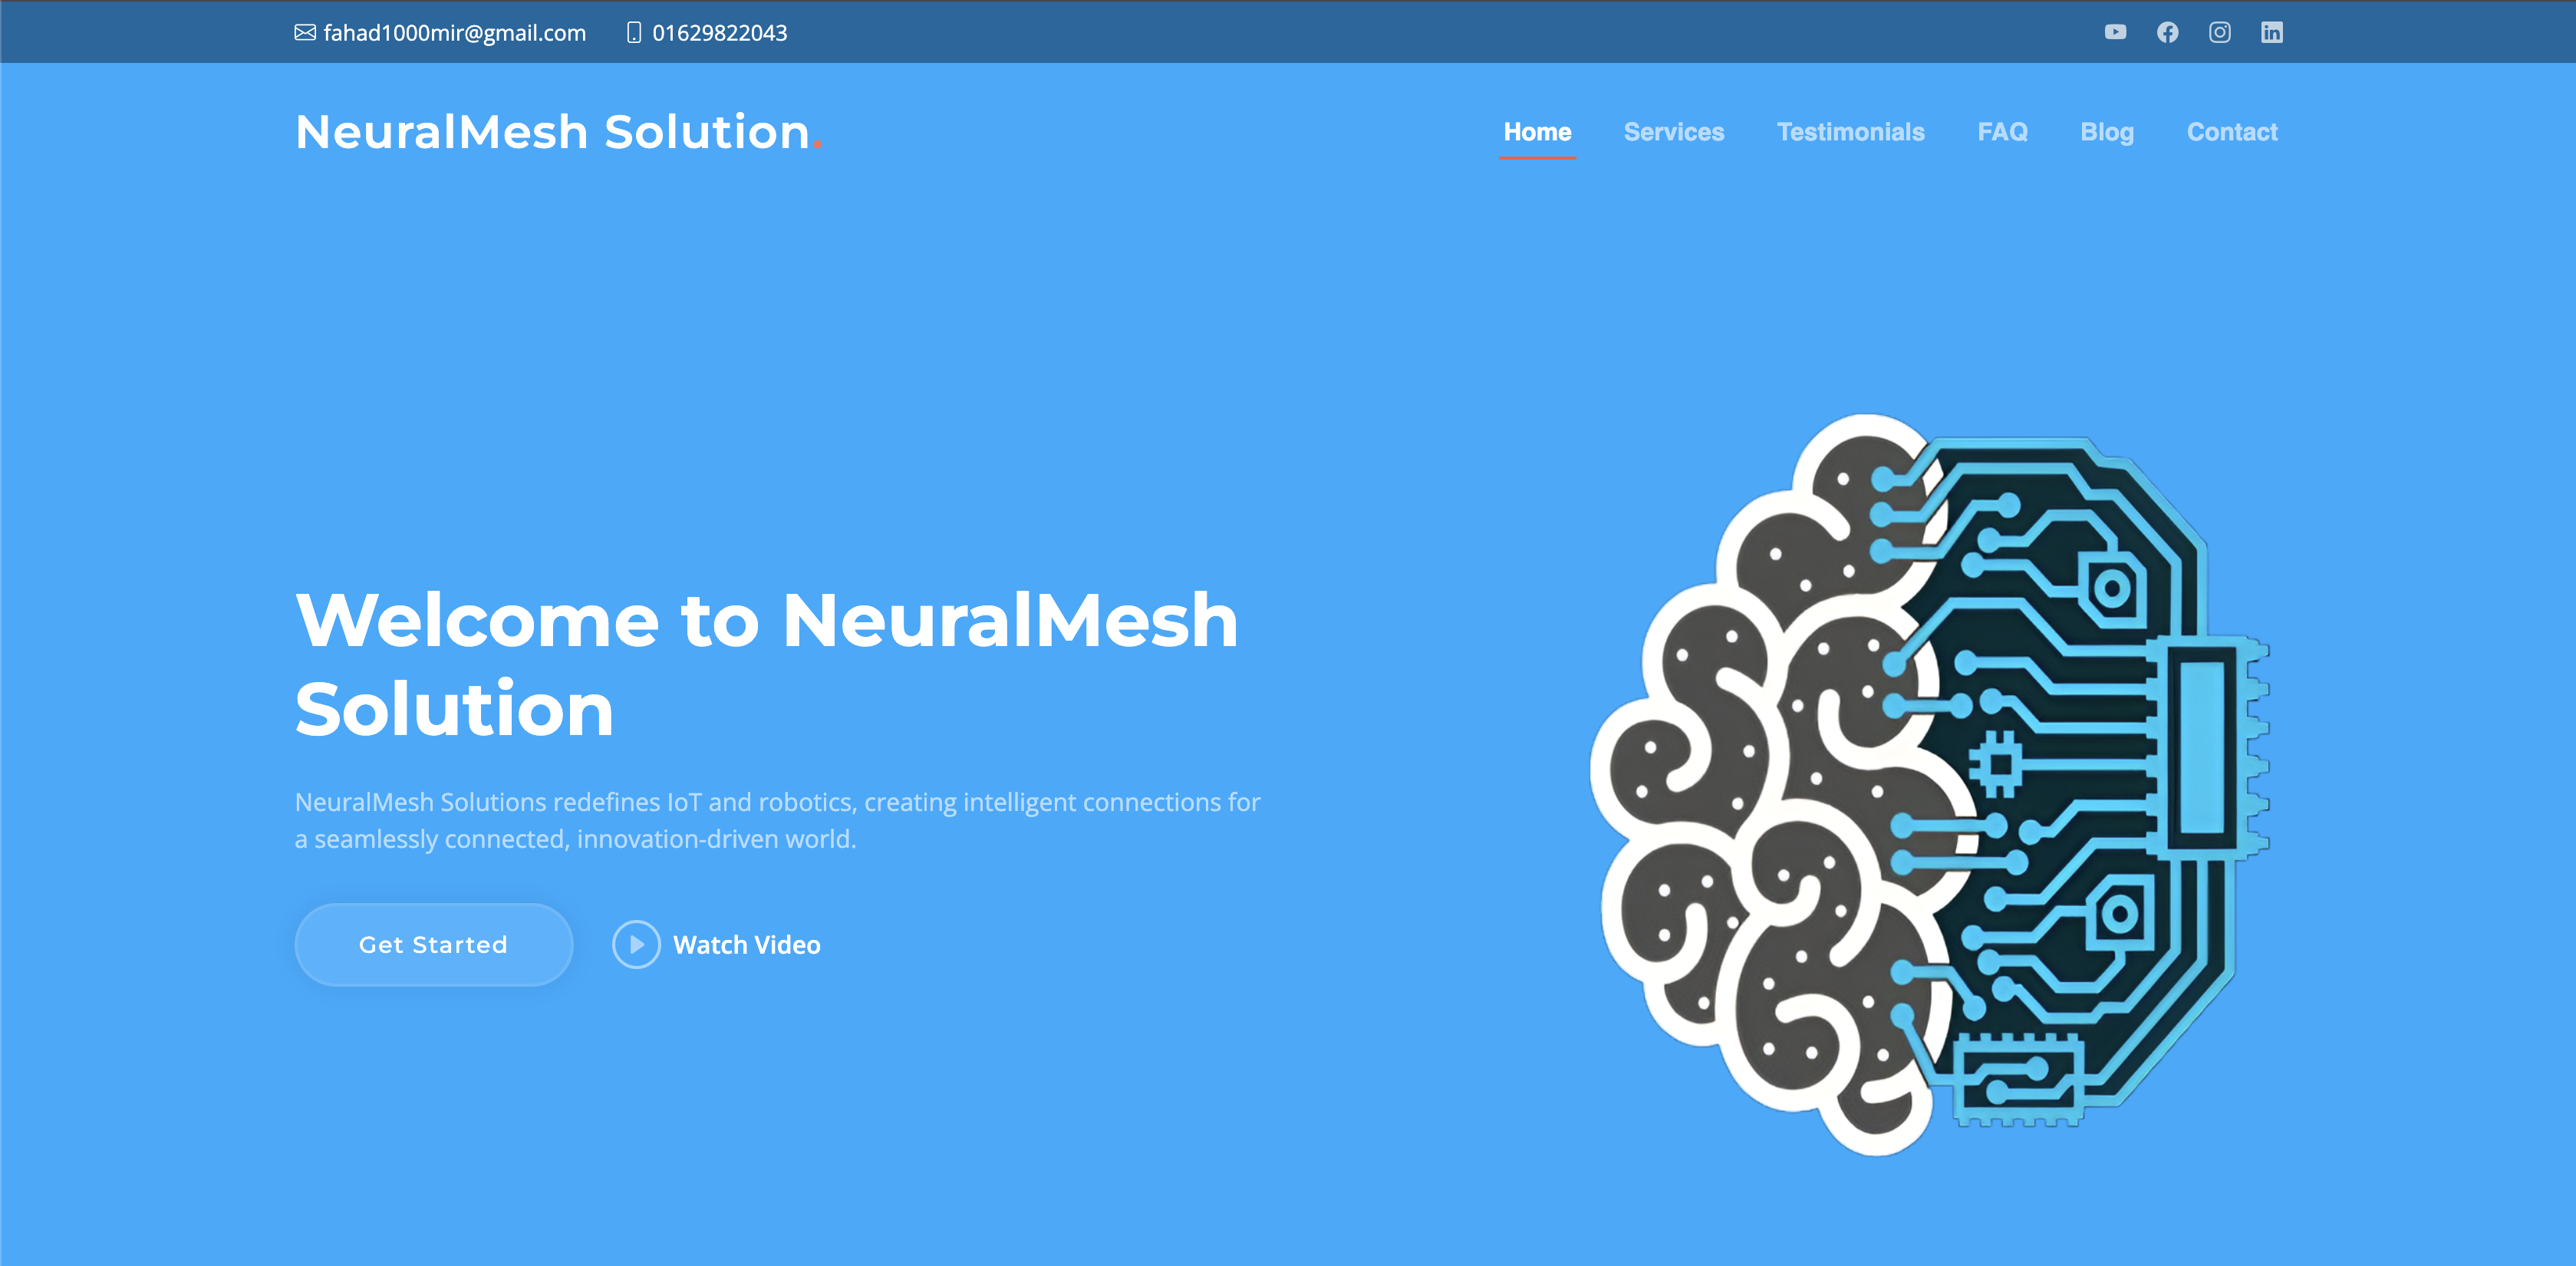 fahad1000mir@gmail.com 01629822043
NeuralMesh Solution.
Home Services Testimonials FAQ Blog Contact
Welcome to NeuralMesh
Solution
NeuralMesh Solutions redefines IoT and robotics, creating intelligent connections for
a seamlessly connected, innovation-driven world.
Get Started
Watch Video